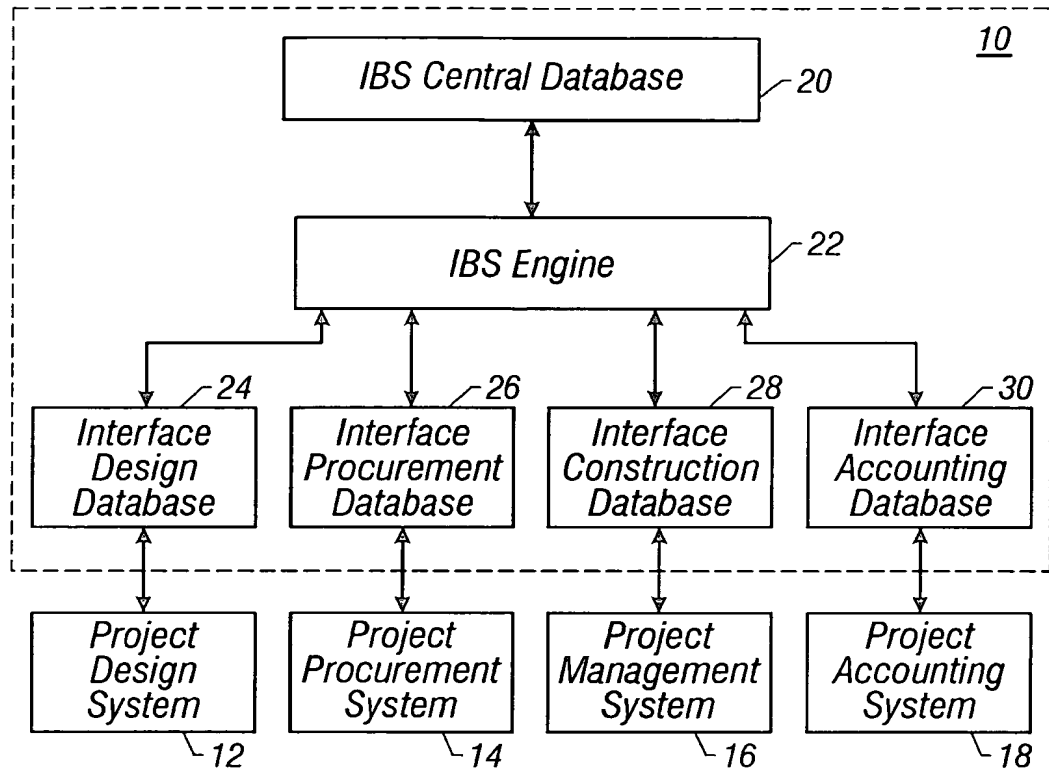 10
IBS Central Database
20
IBS Engine
22
24
26
28
30
Interface
Design
Database
Interface
Procurement
Database
Interface
Construction
Database
Interface
Accounting
Database
Project
Design
System
Project
Procurement
System
Project
Management
System
Project
Accounting
System
12
14
16
18